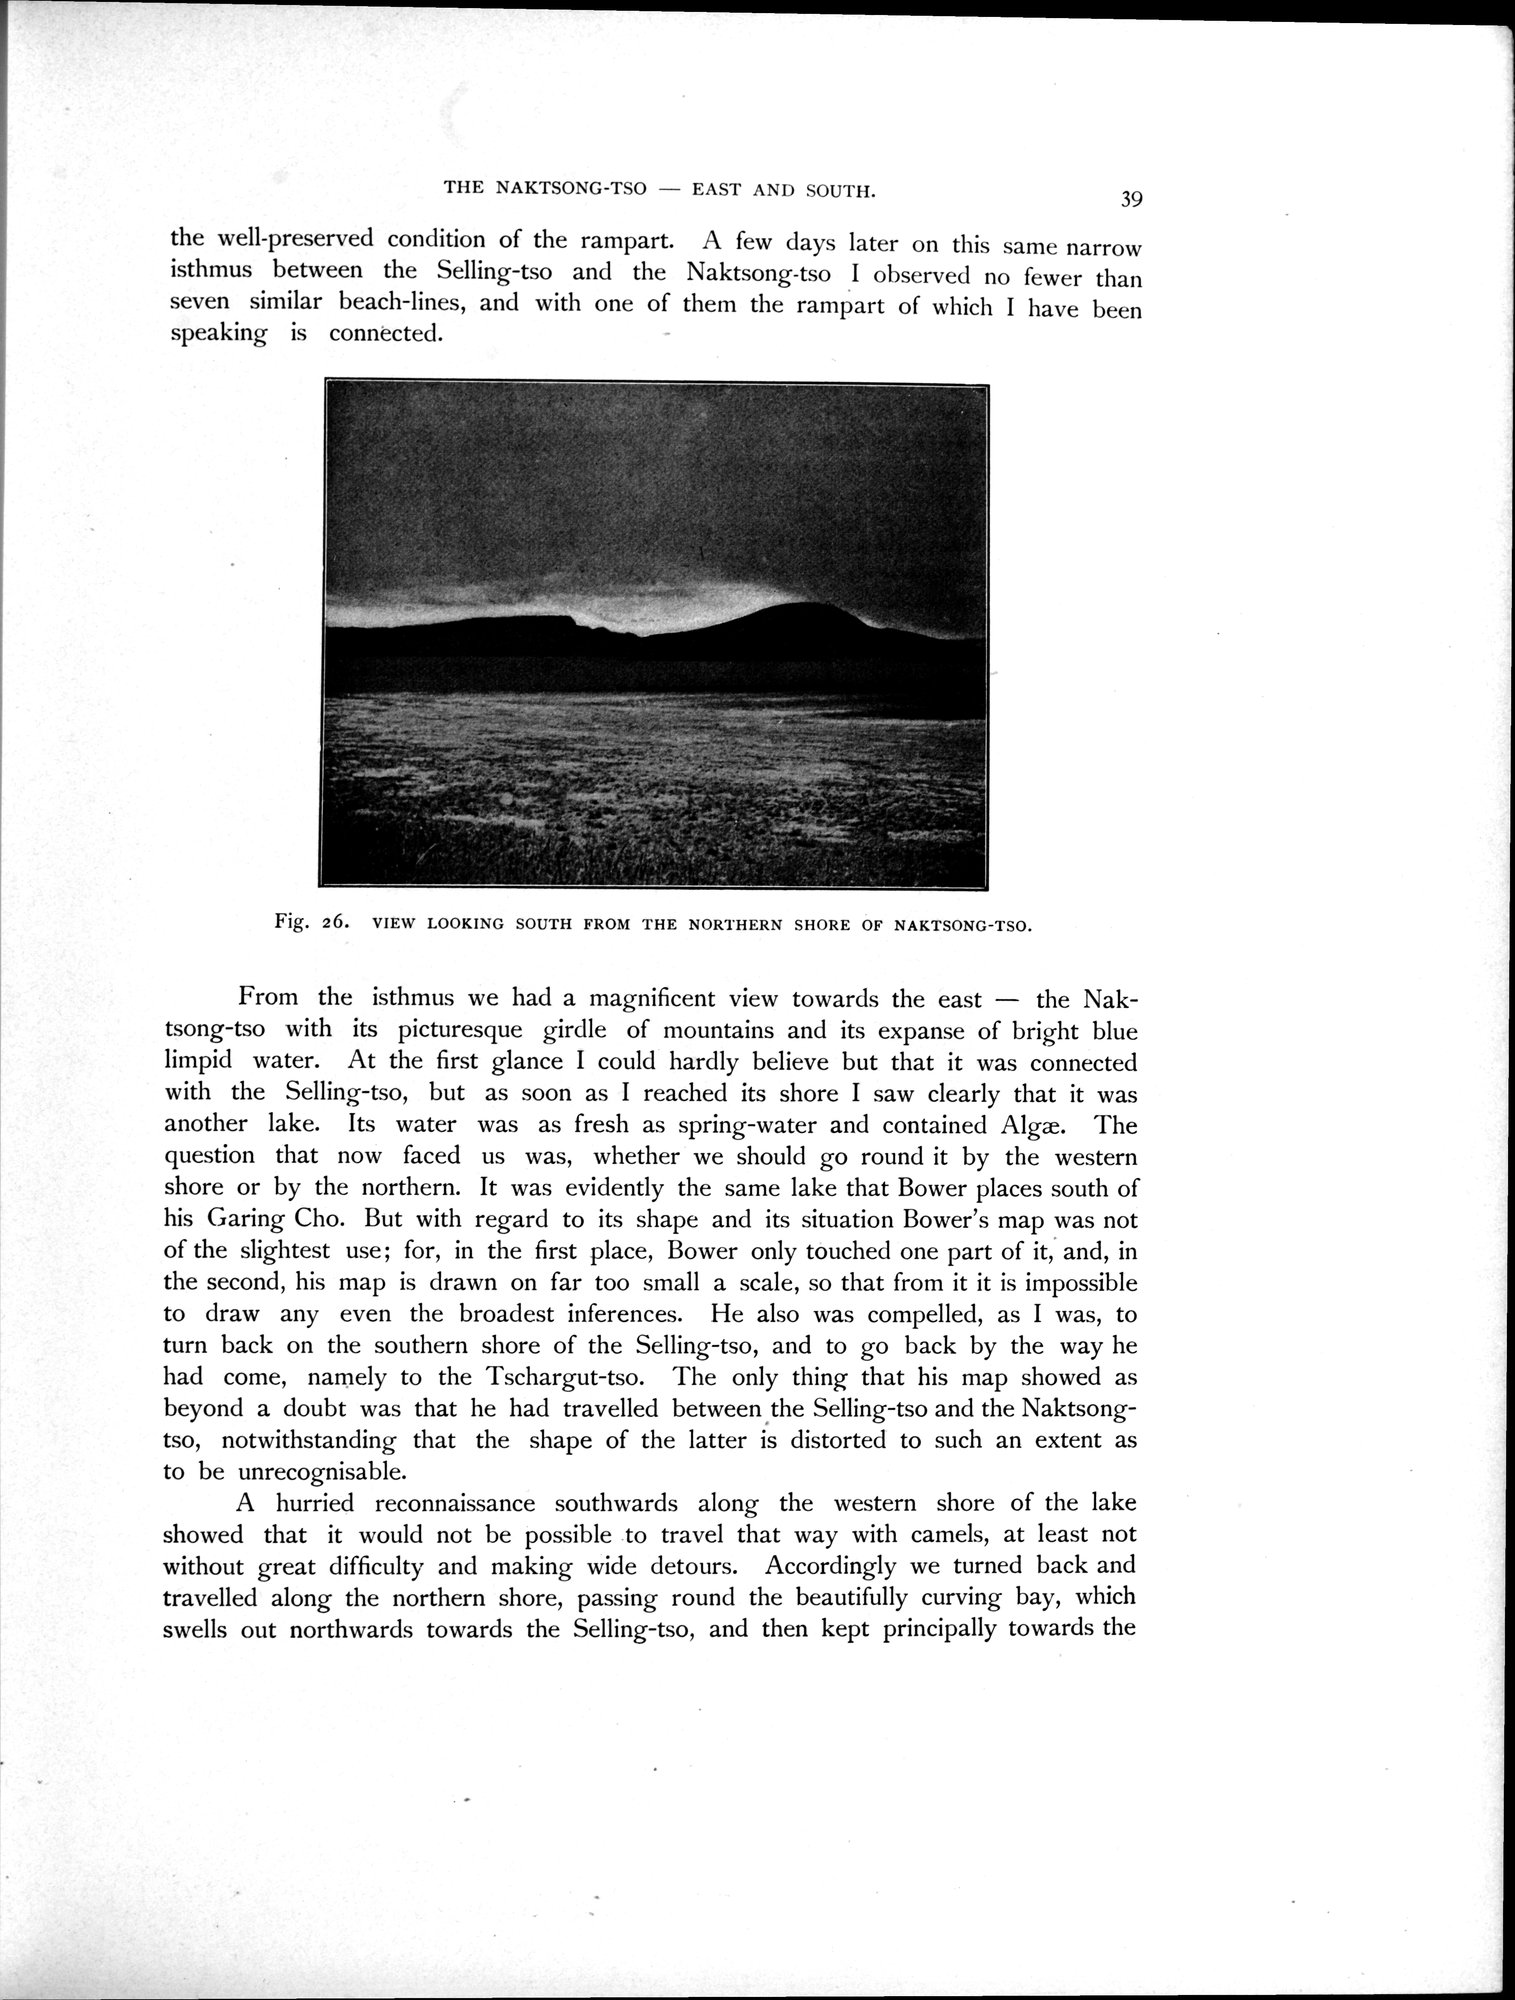 THE NAKTSONG-TSO — EAST AND SOUTH.
39
the well-preserved condition of the rampart. A few days later on this same narrow
isthmus between the Selling-tso and the Naktsong-tso I observed no fewer than
seven similar beach-lines, and with one of them the rampart of which I have been
speaking is connected.
Fig. 26. VIEW LOOKING SOUTH FROM THE NORTHERN SHORE OF NAKTSONG-TSO.
From the isthmus we had a magnificent view towards the east — the Nak-
tsong-tso with its picturesque girdle of mountains and its expanse of bright blue
limpid water. At the first glance I could hardly believe but that it was connected
with the Selling-tso, but as soon as I reached its shore I saw clearly that it was
another lake. Its water was as fresh as spring-water and contained Algæ. The
question that now faced us was, whether we should go round it by the western
shore or by the northern. It was evidently the same lake that Bower places south of
his Garing Cho. But with regard to its shape and its situation Bower's map was not
of the slightest use; for, in the first place, Bower only touched one part of it, and, in
the second, his map is drawn on far too small a scale, so that from it it is impossible
to draw any even the broadest inferences. He also was compelled, as I was, to
turn back on the southern shore of the Selling-tso, and to go back by the way he
had come, namely to the Tschargut-tso. The only thing that his map showed as
beyond a doubt was that he had travelled between the Selling-tso and the Naktsong-
tso, notwithstanding that the shape of the latter is distorted to such an extent as
to be unrecognisable.
A hurried reconnaissance southwards along the western shore of the lake
showed that it would not be possible to travel that way with camels, at least not
without great difficulty and making wide detours. Accordingly we turned back and
travelled along the northern shore, passing round the beautifully curving bay, which
swells out northwards towards the Selling-tso, and then kept principally towards the